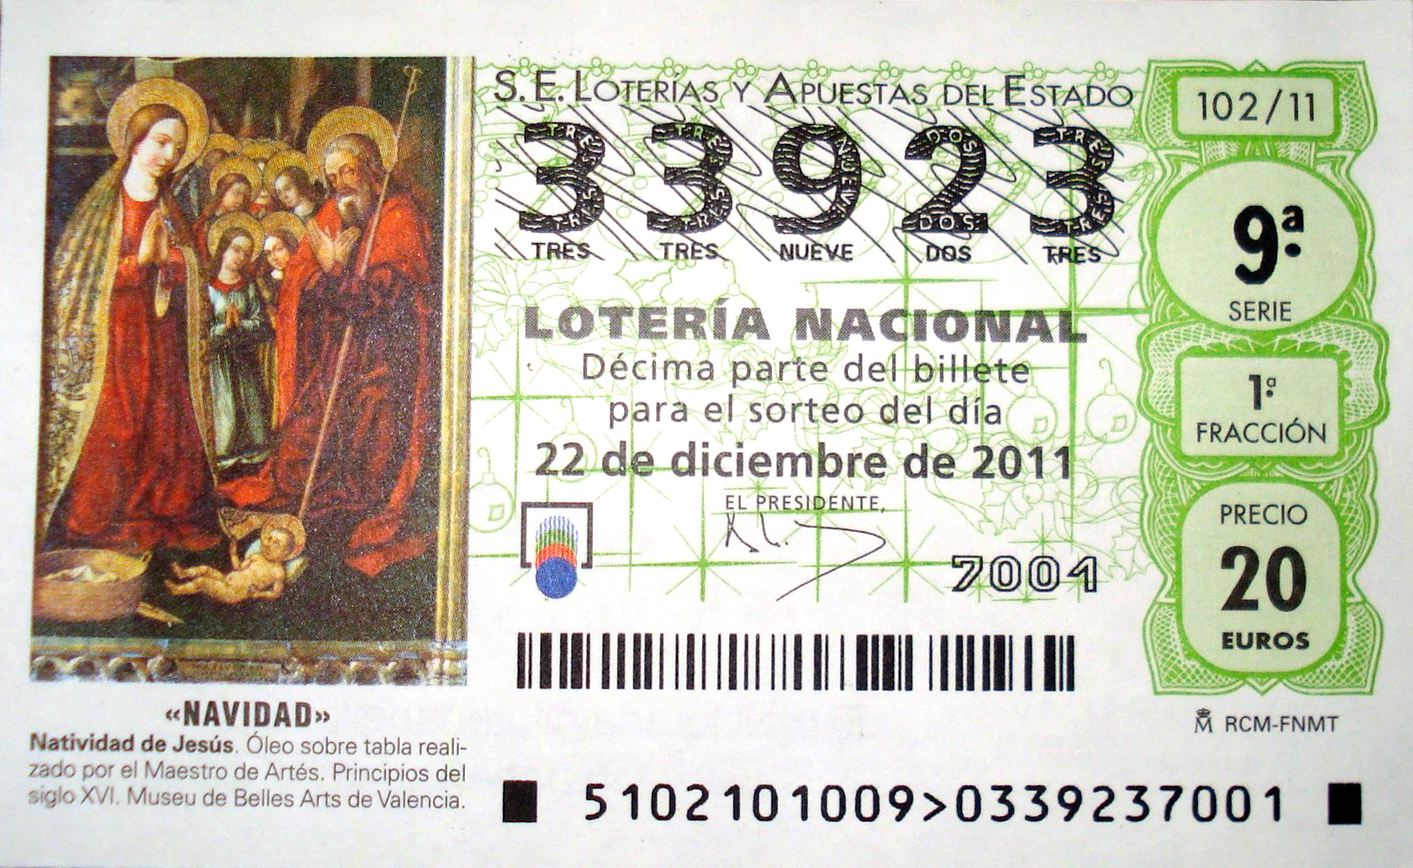 S.E. LOTERÍAS Y APUESTAS DEL ESTADO
33923
TRES TRES NUEVE DOS TRES
LOTERÍA NACIONAL
Décima parte del billete
para el sorteo del día
22 de diciembre de 2011
EL PRESIDENTE,
7004
102/11
9ª
SERIE
1ª
FRACCIÓN
PRECIO
20
EUROS
RCM-FNMT
«NAVIDAD»
Natividad de Jesús. Óleo sobre tabla reali-
zado por el Maestro de Artés. Principios del
siglo XVI. Museu de Belles Arts de Valencia.
5102101009>0339237001